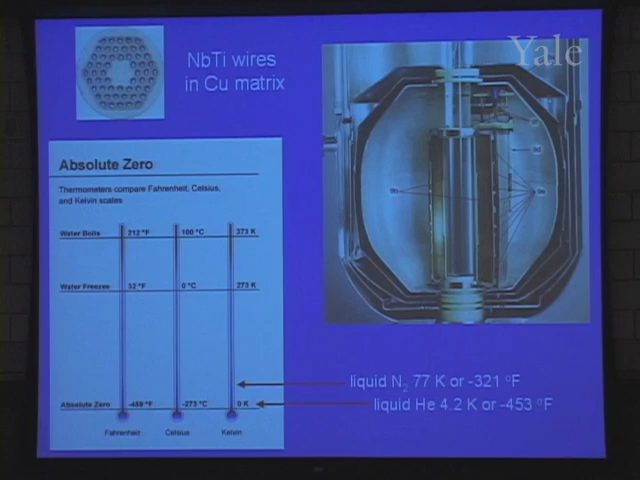 Yale
NbTi wires
in Cu matrix
Absolute Zero
Thermometers compare Fahrenheit, Celsius,
and Kelvin scales
Water Boils 212 °F 100 °C 373 K
Water Freezes 32 °F 0 °C 273 K
Absolute Zero -459 °F -273 °C 0 K
Fahrenheit Celsius Kelvin
liquid N2 77 K or -321 °F
liquid He 4.2 K or -453 °F